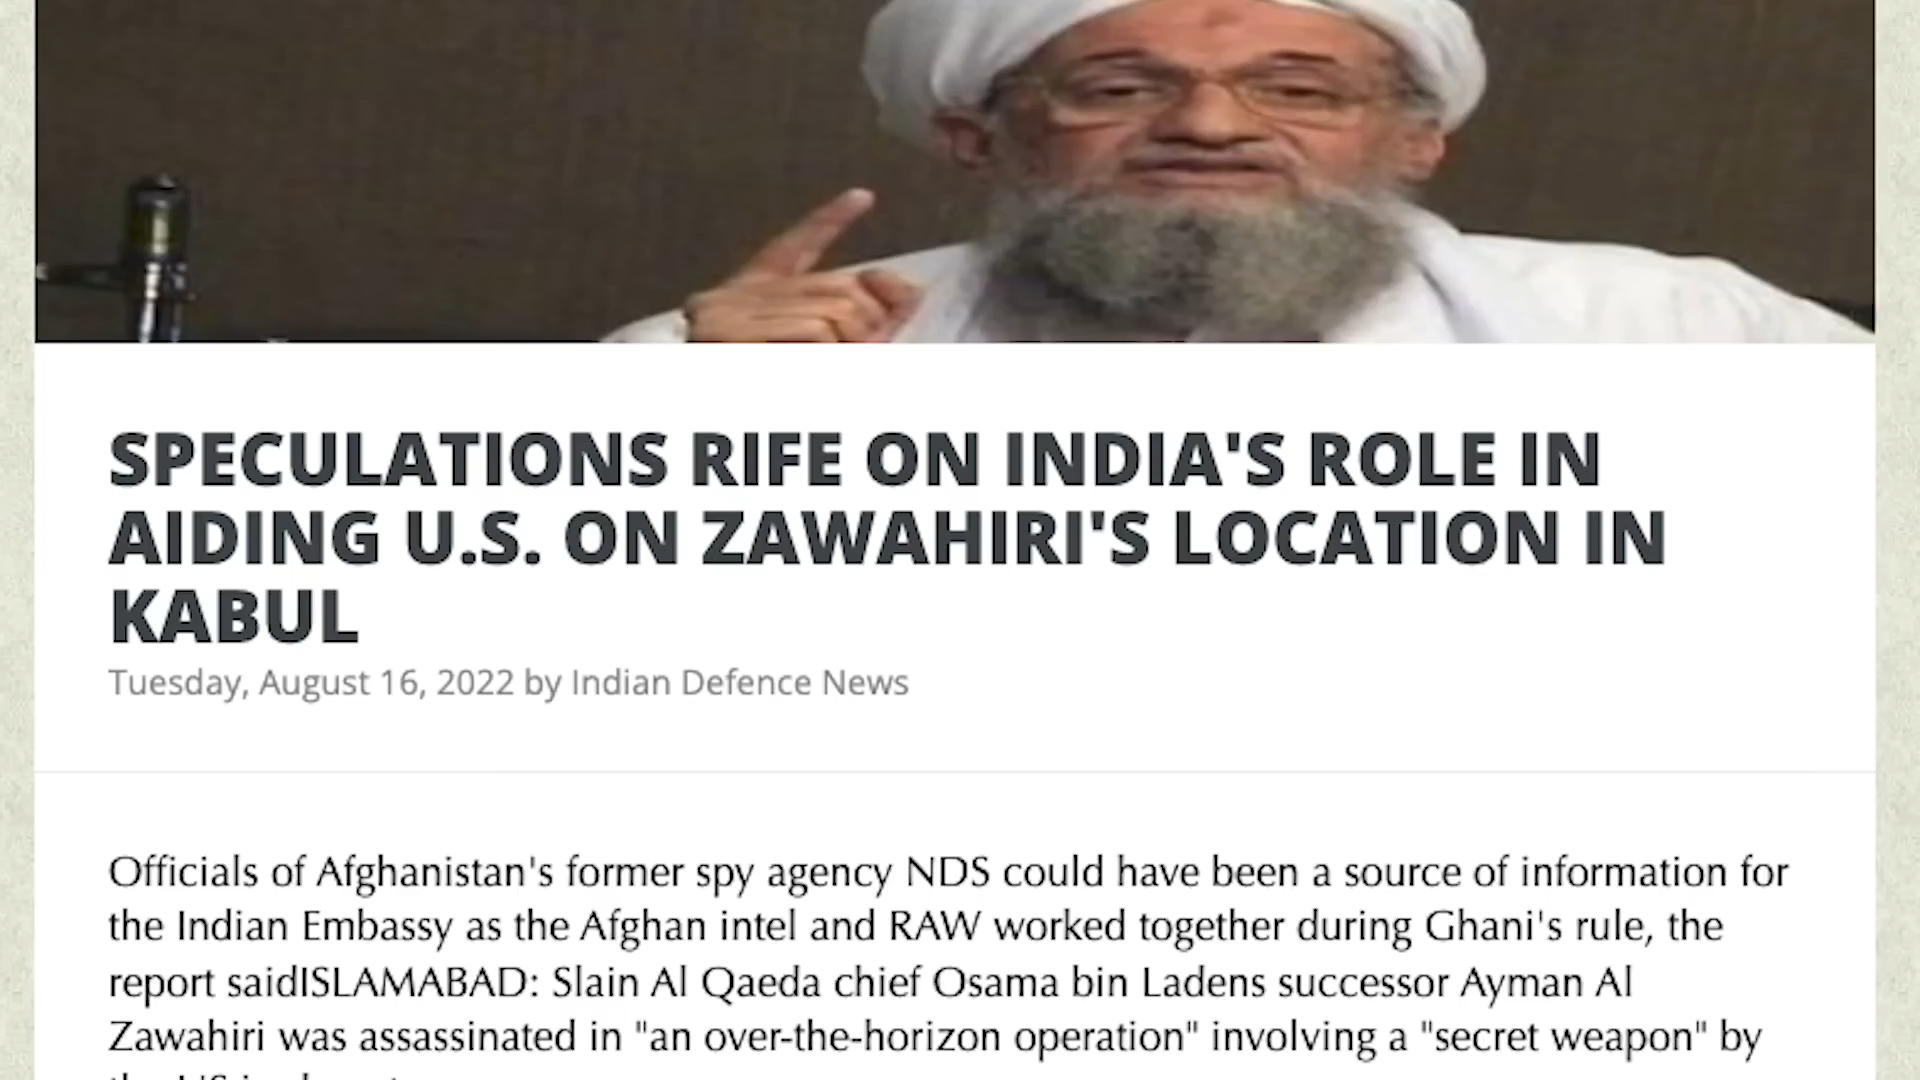 SPECULATIONS RIFE ON INDIA'S ROLE IN
AIDING U.S. ON ZAWAHIRI'S LOCATION IN
KABUL
Tuesday, August 16, 2022 by Indian Defence News
Officials of Afghanistan's former spy agency NDS could have been a source of information for
the Indian Embassy as the Afghan intel and RAW worked together during Ghani's rule, the
report saidISLAMABAD: Slain Al Qaeda chief Osama bin Ladens successor Ayman Al
Zawahiri was assassinated in "an over-the-horizon operation" involving a "secret weapon" by